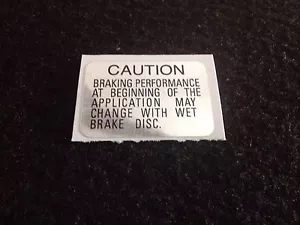 CAUTION
BRAKING PERFORMANCE
AT BEGINNING OF THE
APPLICATION MAY
CHANGE WITH WET
BRAKE DISC.